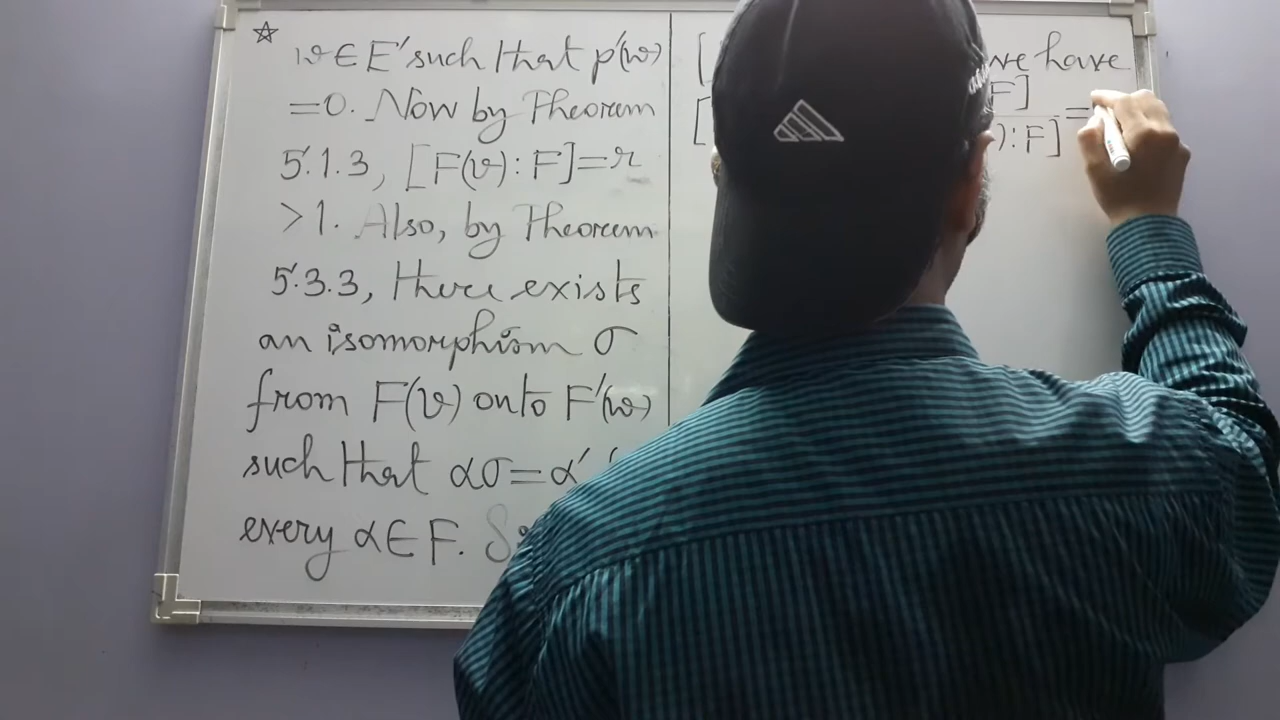 ☆
w ∈ E' such that p'(w)
=0. Now by Theorem
5.1.3, [F(v):F]=r
>1. Also, by Theorem
5.3.3, there exists
an isomorphism σ
from F(v) onto F'(w)
such that ασ=α'
every α∈F.
[ we have
[ F]
):F] =